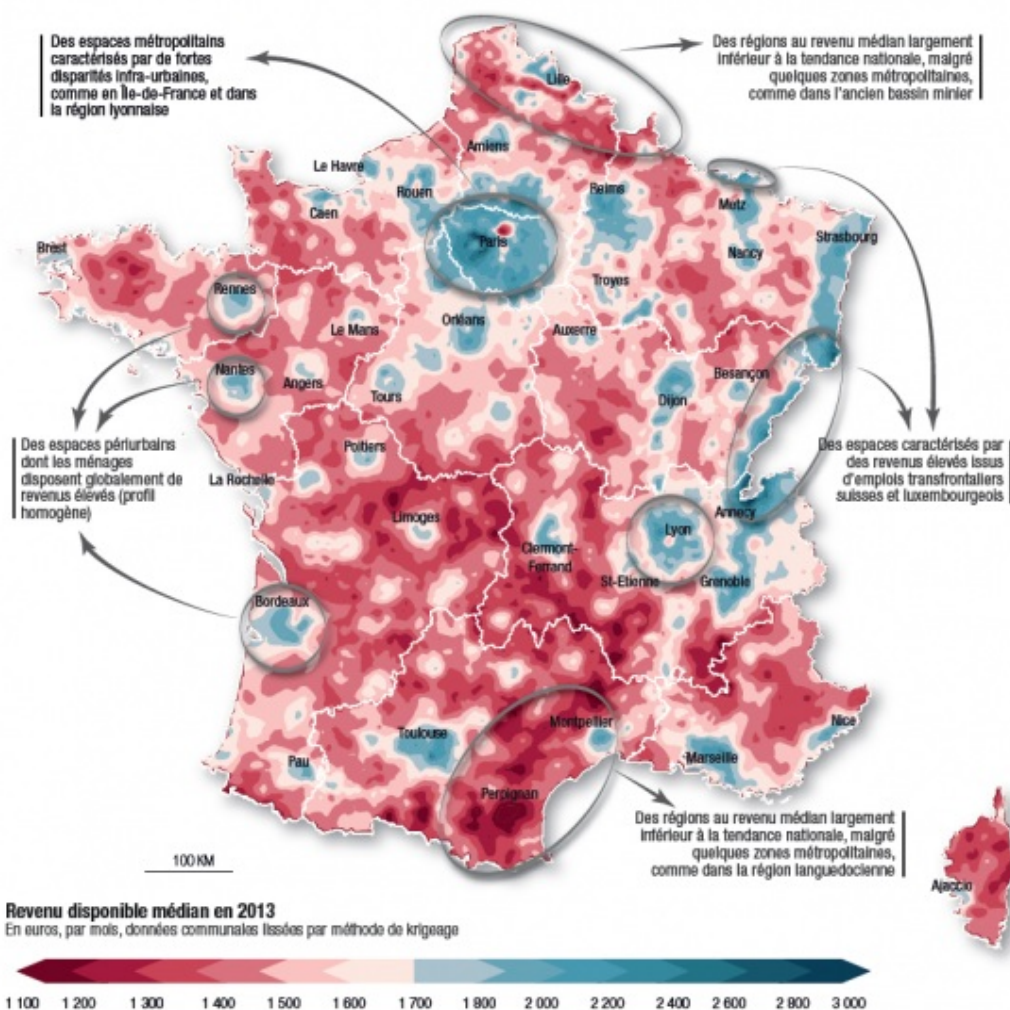 Des espaces métropolitains
caractérisés par de fortes
disparités infra-urbaines,
comme en Île-de-France et dans
la région lyonnaise
Des régions au revenu médian largement
inférieur à la tendance nationale, malgré
quelques zones métropolitaines,
comme dans l'ancien bassin minier
Lille
Amiens
Le Havre
Rouen
Reims
Caen
Metz
Paris
Strasbourg
Brest
Nancy
Rennes
Troyes
Orléans
Le Mans
Auxerre
Nantes
Angers
Besançon
Tours
Dijon
Des espaces périurbains
dont les ménages
disposent globalement de
revenus élevés (profil
homogène)
Poitiers
La Rochelle
Des espaces caractérisés par
des revenus élevés issus
d'emplois transfrontaliers
suisses et luxembourgeois
Limoges
Annecy
Lyon
Clermont-
Ferrand
St-Etienne
Grenoble
Bordeaux
Montpellier
Nice
Toulouse
Marseille
Pau
Perpignan
Des régions au revenu médian largement
inférieur à la tendance nationale, malgré
quelques zones métropolitaines,
comme dans la région languedocienne
100 KM
Ajaccio
Revenu disponible médian en 2013
En euros, par mois, données communales lissées par méthode de krigeage
1 100 1 200 1 300 1 400 1 500 1 600 1 700 1 800 2 000 2 200 2 400 2 600 2 800 3 000